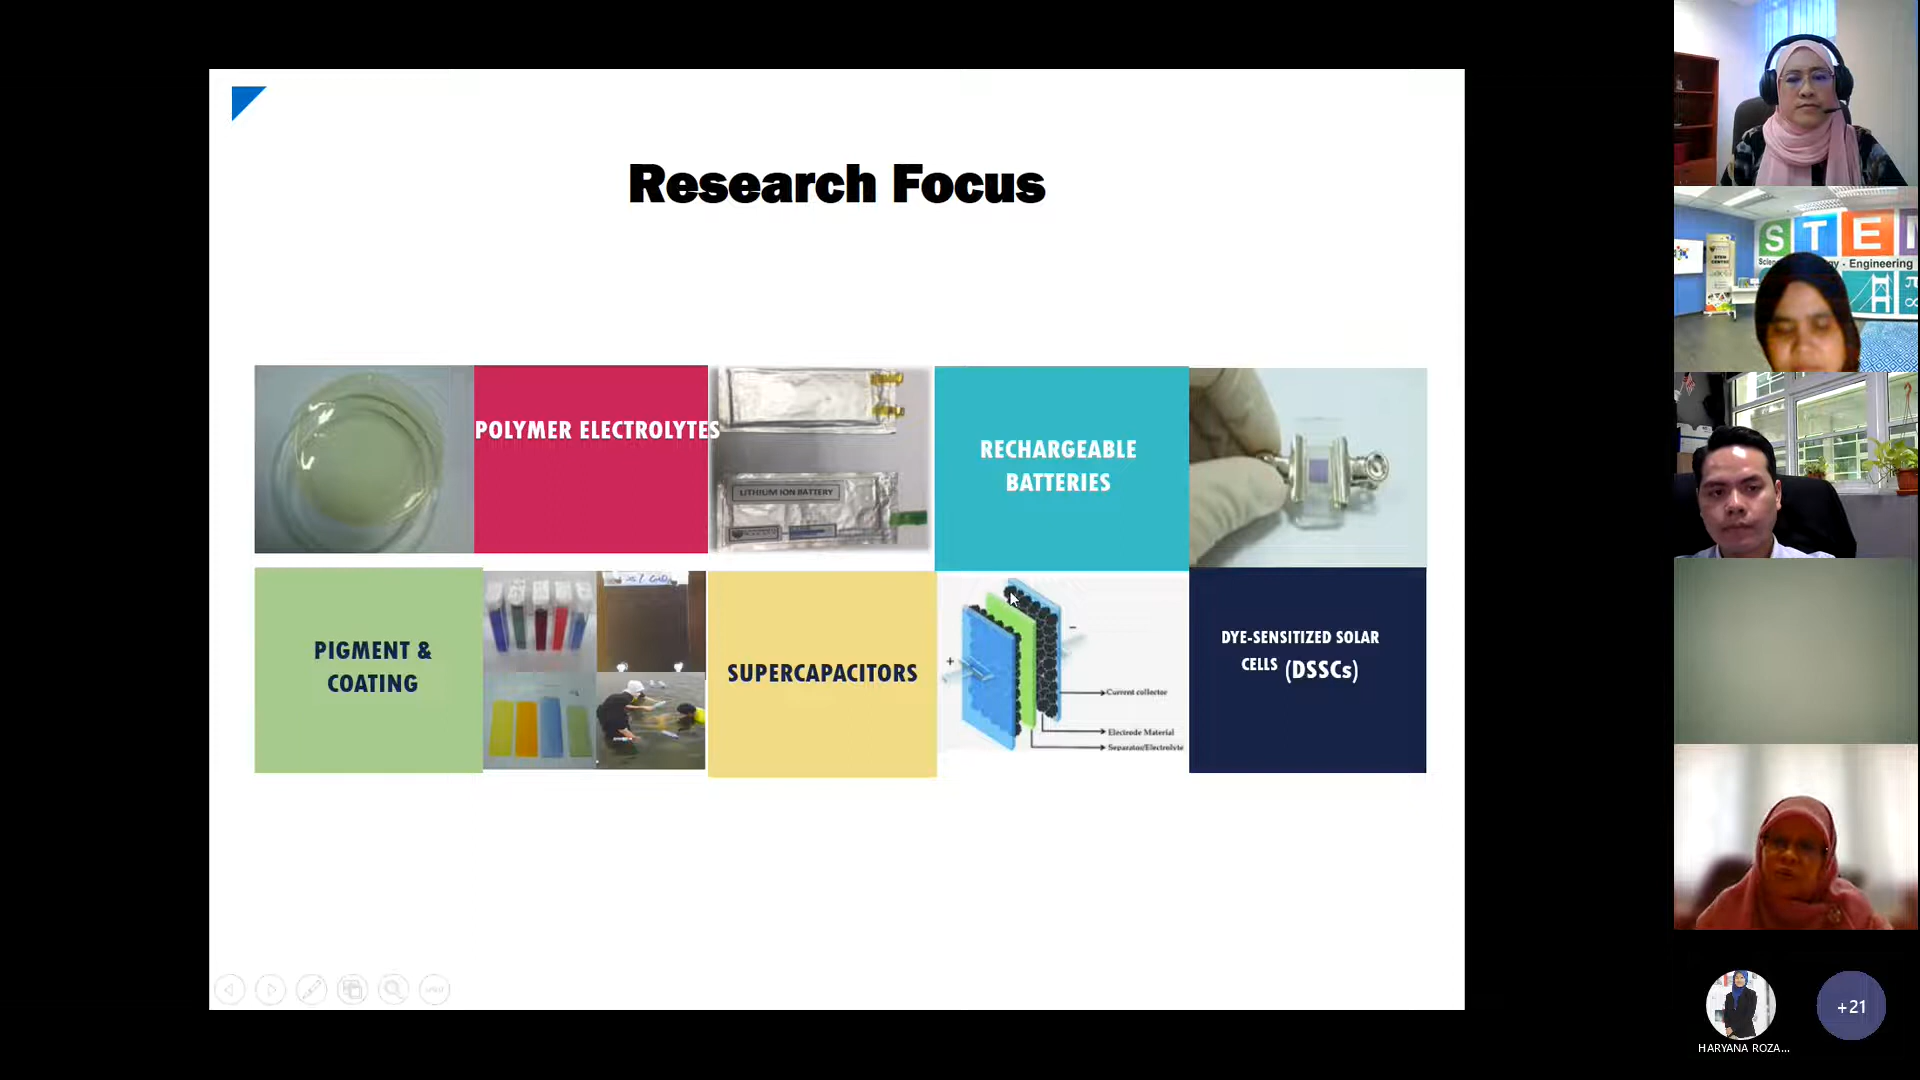 Research Focus
POLYMER ELECTROLYTES
LITHIUM ION BATTERY
RECHARGEABLE
BATTERIES
PIGMENT &
COATING
SUPERCAPACITORS
+
−
Current collector
Electrode Material
Separator/Electrolyte
DYE-SENSITIZED SOLAR
CELLS (DSSCs)
STE
- Engineering
π
∞
HARYANA ROZA...
+21